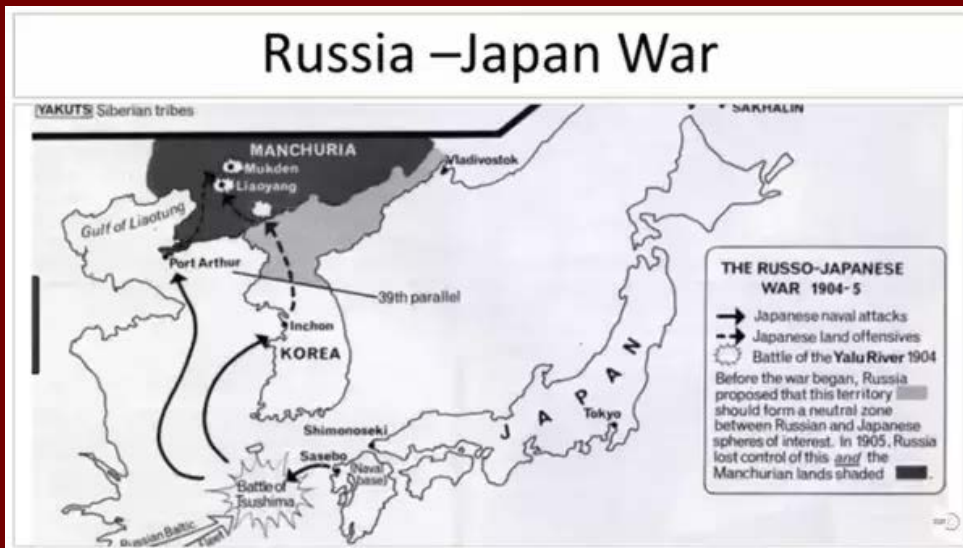 Russia –Japan War
YAKUTS Siberian tribes
SAKHALIN
MANCHURIA
Mukden
Liaoyang
Vladivostok
Gulf of Liaotung
Port Arthur
39th parallel
Inchon
KOREA
JAPAN
Tokyo
Shimonoseki
Sasebo
(Naval
base)
Battle of
Tsushima
Russian Baltic
Fleet
THE RUSSO-JAPANESE
WAR 1904-5
Japanese naval attacks
Japanese land offensives
Battle of the Yalu River 1904
Before the war began, Russia
proposed that this territory
should form a neutral zone
between Russian and Japanese
spheres of interest. In 1905, Russia
lost control of this and the
Manchurian lands shaded .